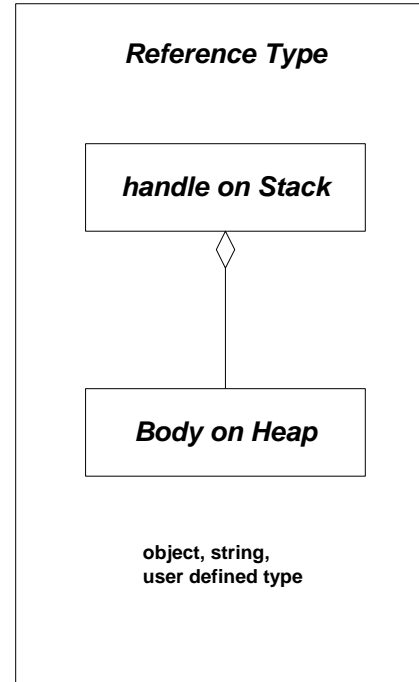 Reference Type
handle on Stack
Body on Heap
object, string,
user defined type